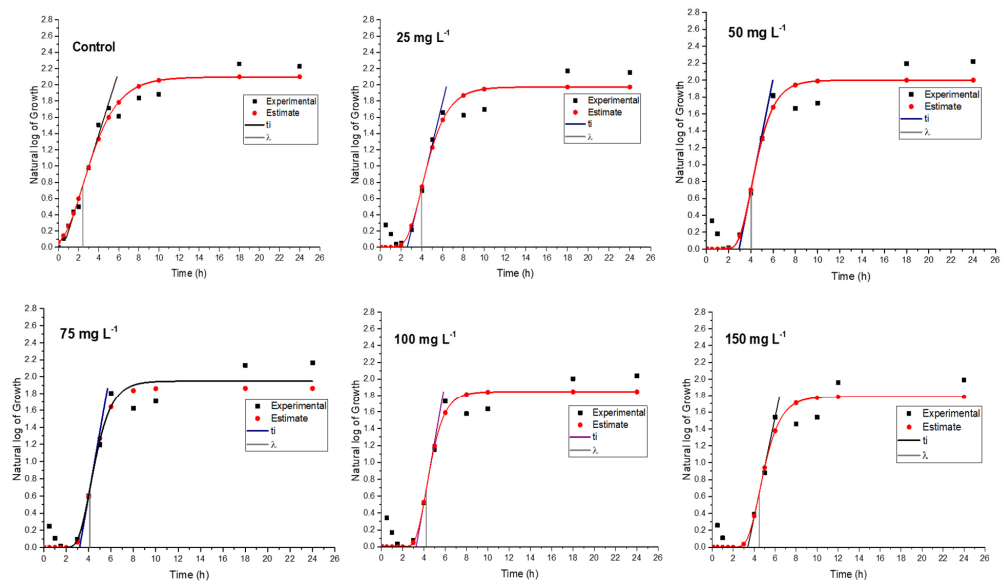 Control
Natural log of Growth
2.8
2.6
2.4
2.2
2.0
1.8
1.6
1.4
1.2
1.0
0.8
0.6
0.4
0.2
0.0
Experimental
Estimate
ti
λ
0 2 4 6 8 10 12 14 16 18 20 22 24 26
Time (h)
25 mg L⁻¹
Natural log of Growth
2.8
2.6
2.4
2.2
2.0
1.8
1.6
1.4
1.2
1.0
0.8
0.6
0.4
0.2
0.0
Experimental
Estimate
ti
λ
0 2 4 6 8 10 12 14 16 18 20 22 24 26
Time (h)
50 mg L⁻¹
Natural log of Growth
2.8
2.6
2.4
2.2
2.0
1.8
1.6
1.4
1.2
1.0
0.8
0.6
0.4
0.2
0.0
Experimental
Estimate
ti
λ
0 2 4 6 8 10 12 14 16 18 20 22 24 26
Time (h)
75 mg L⁻¹
Natural log of Growth
2.8
2.6
2.4
2.2
2.0
1.8
1.6
1.4
1.2
1.0
0.8
0.6
0.4
0.2
0.0
Experimental
Estimate
ti
λ
0 2 4 6 8 10 12 14 16 18 20 22 24 26
Time (h)
100 mg L⁻¹
Natural log of Growth
2.8
2.6
2.4
2.2
2.0
1.8
1.6
1.4
1.2
1.0
0.8
0.6
0.4
0.2
0.0
Experimental
Estimate
ti
λ
0 2 4 6 8 10 12 14 16 18 20 22 24 26
Time (h)
150 mg L⁻¹
Natural log of Growth
2.8
2.6
2.4
2.2
2.0
1.8
1.6
1.4
1.2
1.0
0.8
0.6
0.4
0.2
0.0
Experimental
Estimate
ti
λ
0 2 4 6 8 10 12 14 16 18 20 22 24 26
Time (h)